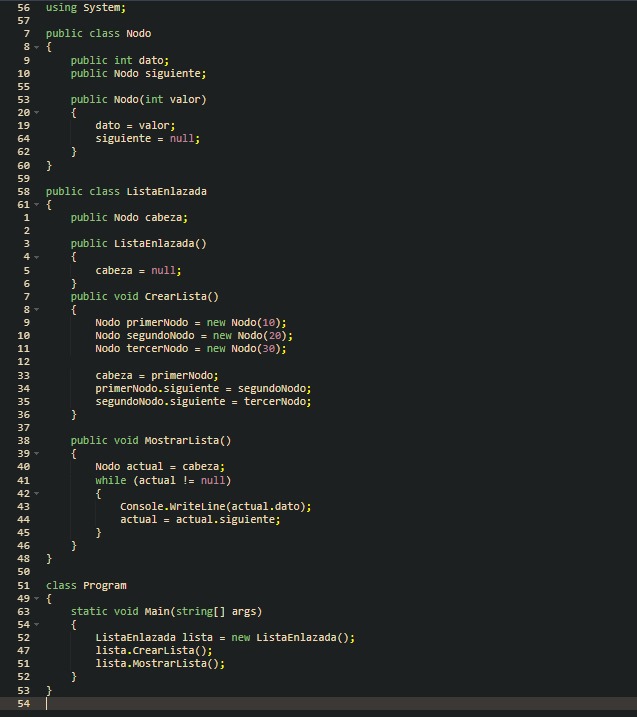 56 using System;
57
7 public class Nodo
8 {
9     public int dato;
10     public Nodo siguiente;
55
53     public Nodo(int valor)
20     {
19         dato = valor;
64         siguiente = null;
62     }
60 }
59
58 public class ListaEnlazada
61 {
1     public Nodo cabeza;
2
3     public ListaEnlazada()
4     {
5         cabeza = null;
6     }
7     public void CrearLista()
8     {
9         Nodo primerNodo = new Nodo(10);
10         Nodo segundoNodo = new Nodo(20);
11         Nodo tercerNodo = new Nodo(30);
12
33         cabeza = primerNodo;
34         primerNodo.siguiente = segundoNodo;
35         segundoNodo.siguiente = tercerNodo;
36     }
37
38     public void MostrarLista()
39     {
40         Nodo actual = cabeza;
41         while (actual != null)
42         {
43             Console.WriteLine(actual.dato);
44             actual = actual.siguiente;
45         }
46     }
48 }
50
51 class Program
49 {
63     static void Main(string[] args)
54     {
52         ListaEnlazada lista = new ListaEnlazada();
47         lista.CrearLista();
51         lista.MostrarLista();
52     }
53 }
54